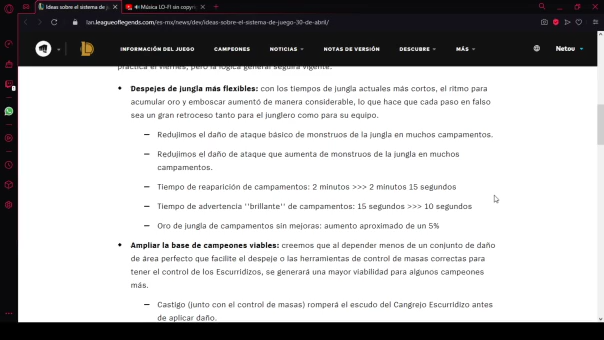 Ideas sobre el sistema de j
Música LO-FI sin copyri
lan.leagueoflegends.com/es-mx/news/dev/ideas-sobre-el-sistema-de-juego-30-de-abril/
INFORMACIÓN DEL JUEGO CAMPEONES NOTICIAS NOTAS DE VERSIÓN DESCUBRE MÁS Netou
práctica el viernes, pero la lógica general seguirá vigente.
• Despejes de jungla más flexibles: con los tiempos de jungla actuales más cortos, el ritmo para
acumular oro y emboscar aumentó de manera considerable, lo que hace que cada paso en falso
sea un gran retroceso tanto para el junglero como para su equipo.
— Redujimos el daño de ataque básico de monstruos de la jungla en muchos campamentos.
— Redujimos el daño de ataque que aumenta de monstruos de la jungla en muchos
campamentos.
— Tiempo de reaparición de campamentos: 2 minutos >>> 2 minutos 15 segundos
— Tiempo de advertencia ''brillante'' de campamentos: 15 segundos >>> 10 segundos
— Oro de jungla de campamentos sin mejoras: aumento aproximado de un 5%
• Ampliar la base de campeones viables: creemos que al depender menos de un conjunto de daño
de área perfecto que facilite el despeje o las herramientas de control de masas correctas para
tener el control de los Escurridizos, se generará una mayor viabilidad para algunos campeones
más.
— Castigo (junto con el control de masas) romperá el escudo del Cangrejo Escurridizo antes
de aplicar daño.